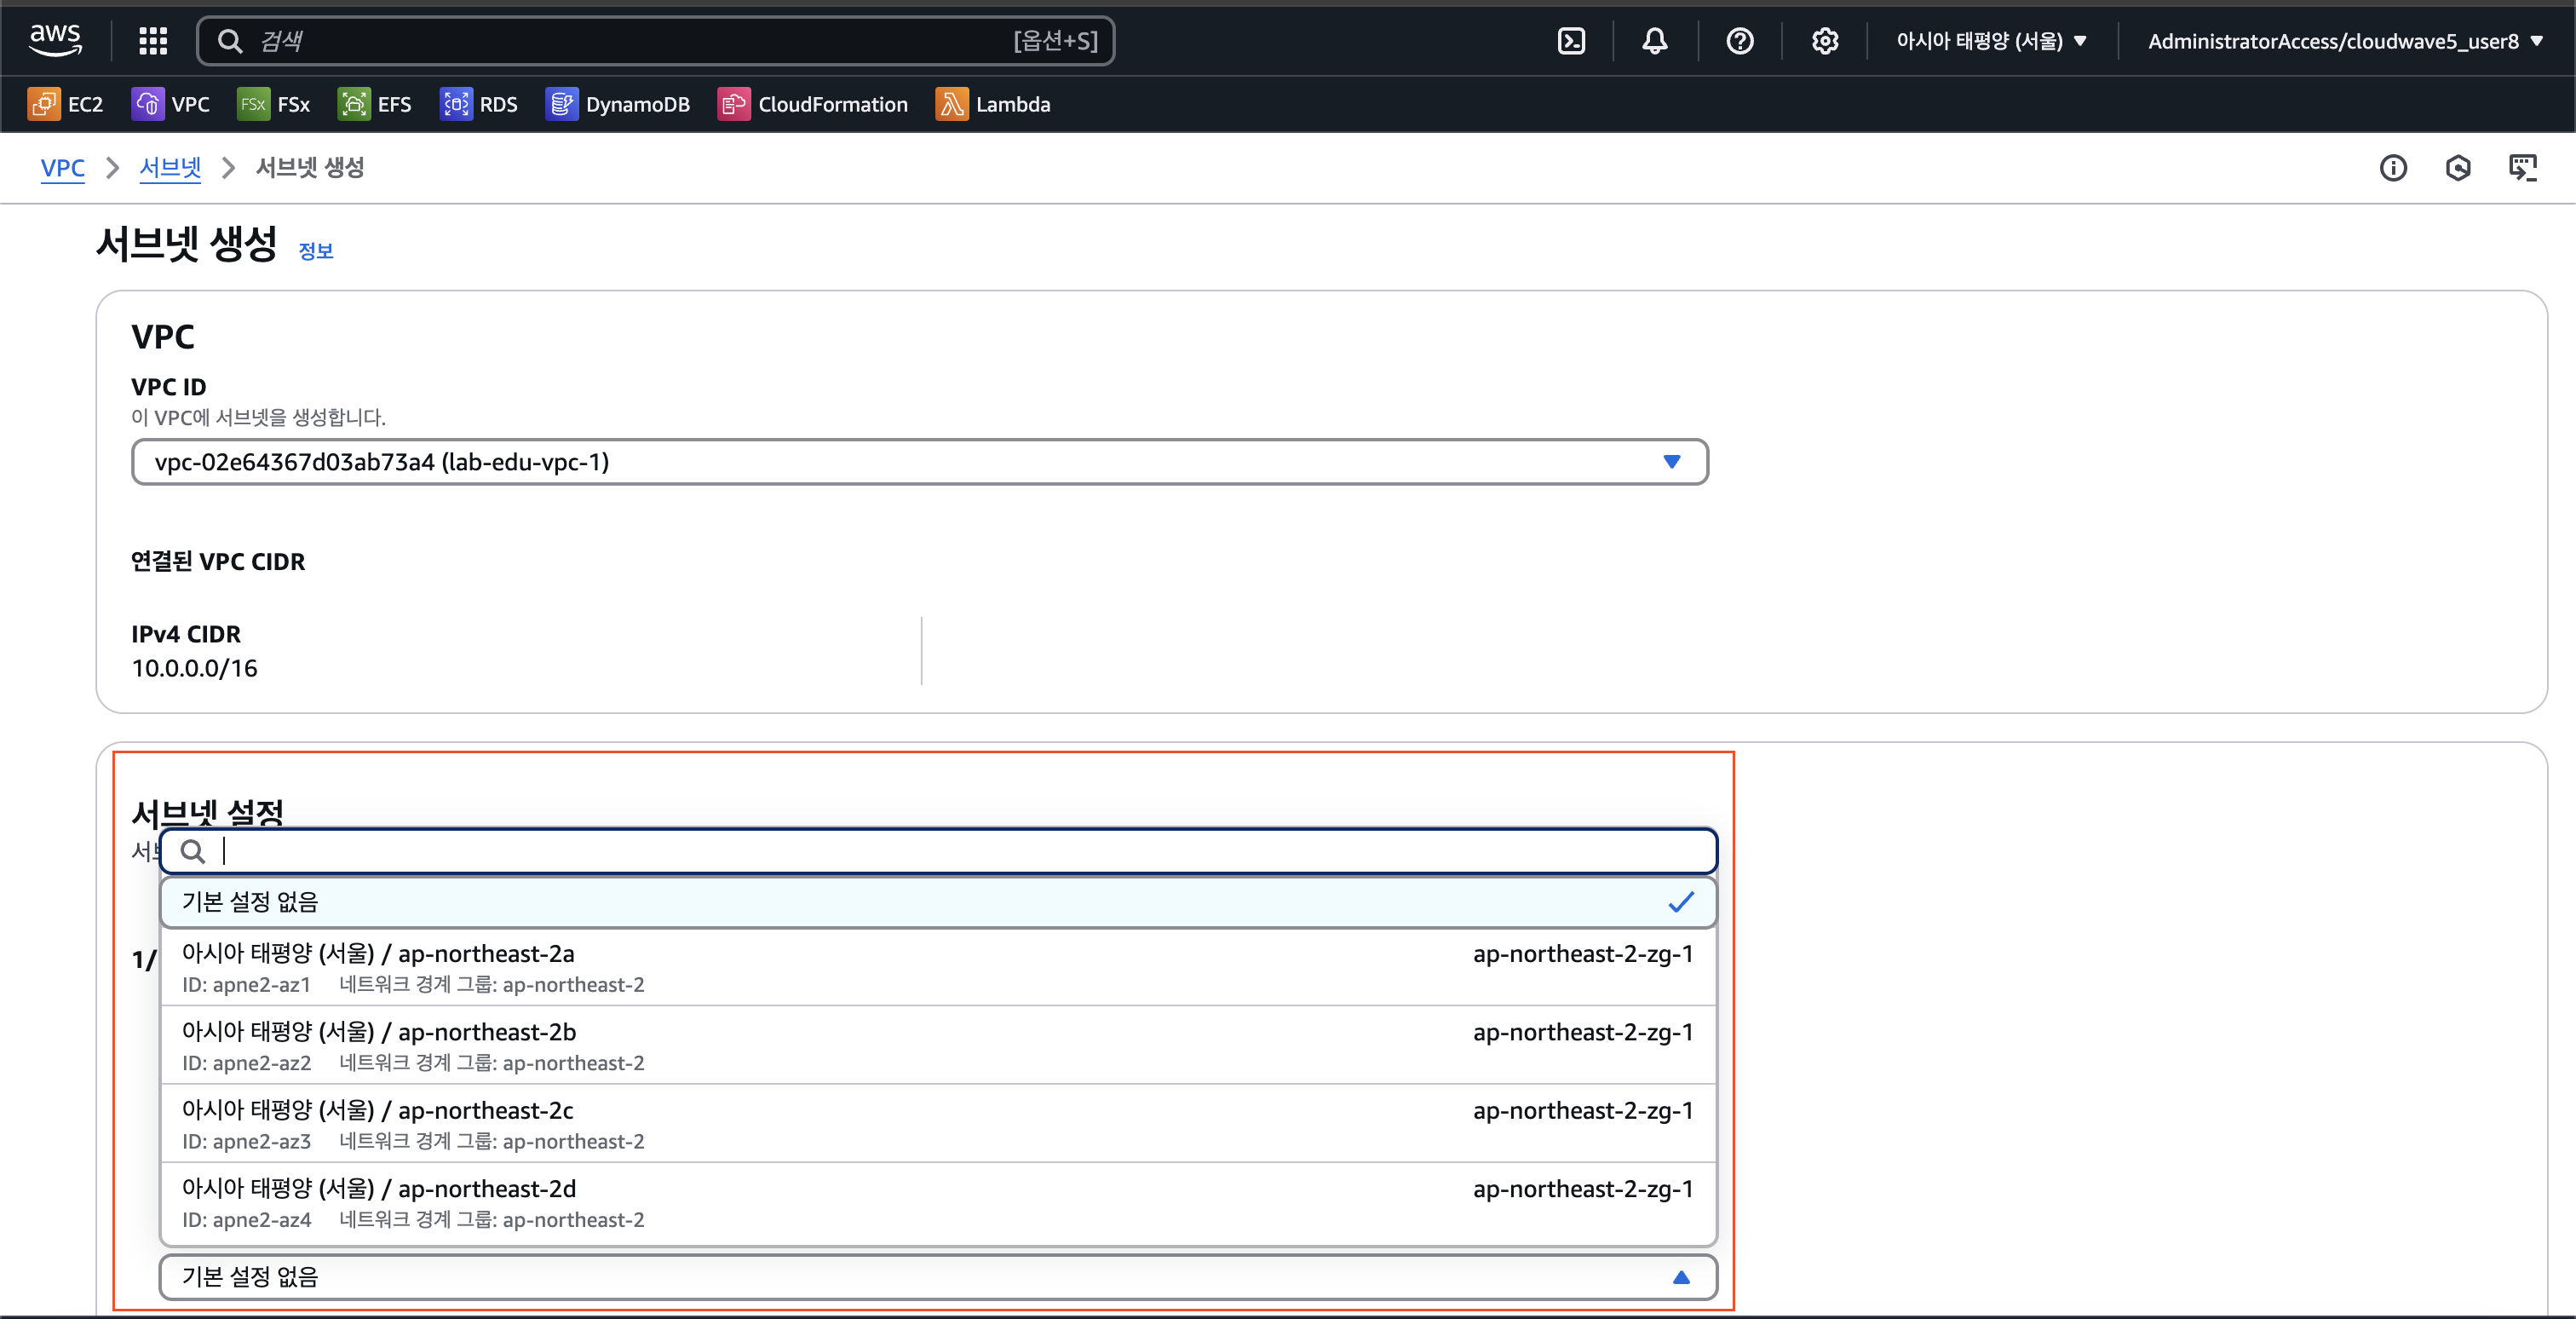 aws
검색 [옵션+S]
아시아 태평양 (서울) AdministratorAccess/cloudwave5_user8
EC2 VPC FSx FSx EFS RDS DynamoDB CloudFormation Lambda
VPC 서브넷 서브넷 생성
서브넷 생성 정보
VPC
VPC ID
이 VPC에 서브넷을 생성합니다.
vpc-02e64367d03ab73a4 (lab-edu-vpc-1)
연결된 VPC CIDR
IPv4 CIDR
10.0.0.0/16
서브넷 설정
기본 설정 없음
1/
아시아 태평양 (서울) / ap-northeast-2a ap-northeast-2-zg-1
ID: apne2-az1 네트워크 경계 그룹: ap-northeast-2
아시아 태평양 (서울) / ap-northeast-2b ap-northeast-2-zg-1
ID: apne2-az2 네트워크 경계 그룹: ap-northeast-2
아시아 태평양 (서울) / ap-northeast-2c ap-northeast-2-zg-1
ID: apne2-az3 네트워크 경계 그룹: ap-northeast-2
아시아 태평양 (서울) / ap-northeast-2d ap-northeast-2-zg-1
ID: apne2-az4 네트워크 경계 그룹: ap-northeast-2
기본 설정 없음